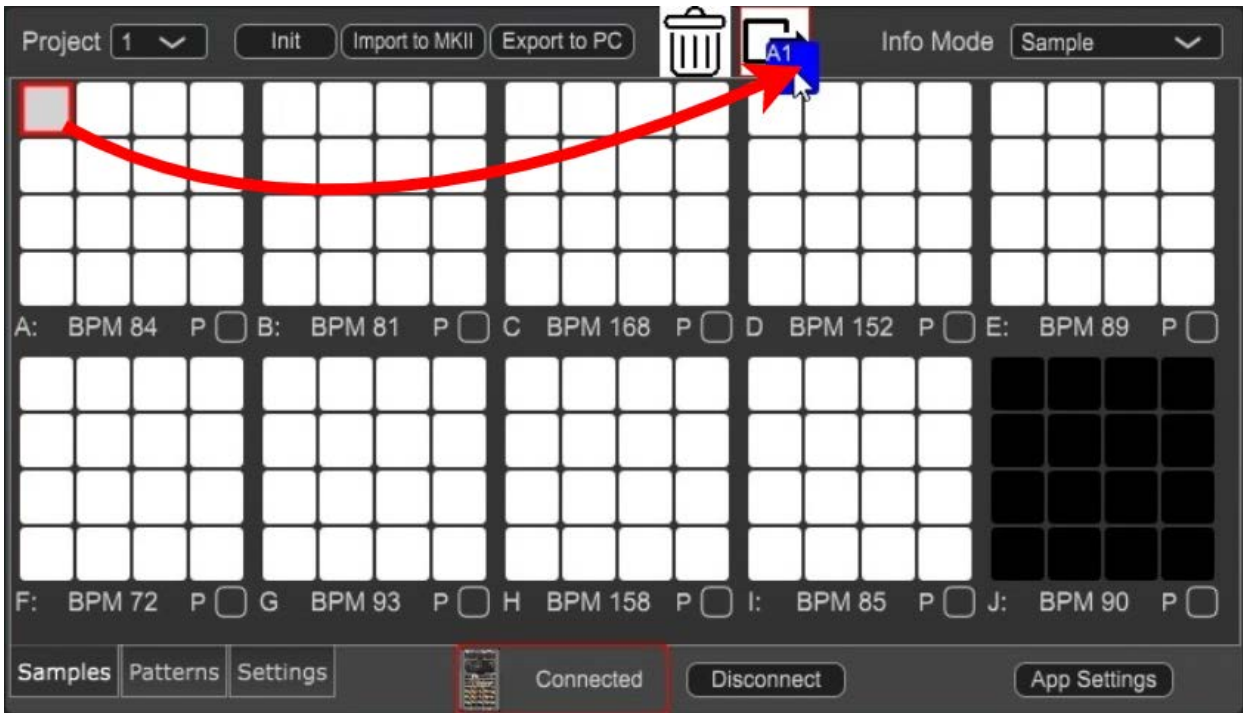 Project 1 Init Import to MKII Export to PC Info Mode Sample
A1
A: BPM 84 P B: BPM 81 P C BPM 168 P D BPM 152 P E: BPM 89 P
F: BPM 72 P G BPM 93 P H BPM 158 P I: BPM 85 P J: BPM 90 P
Samples Patterns Settings Connected Disconnect App Settings